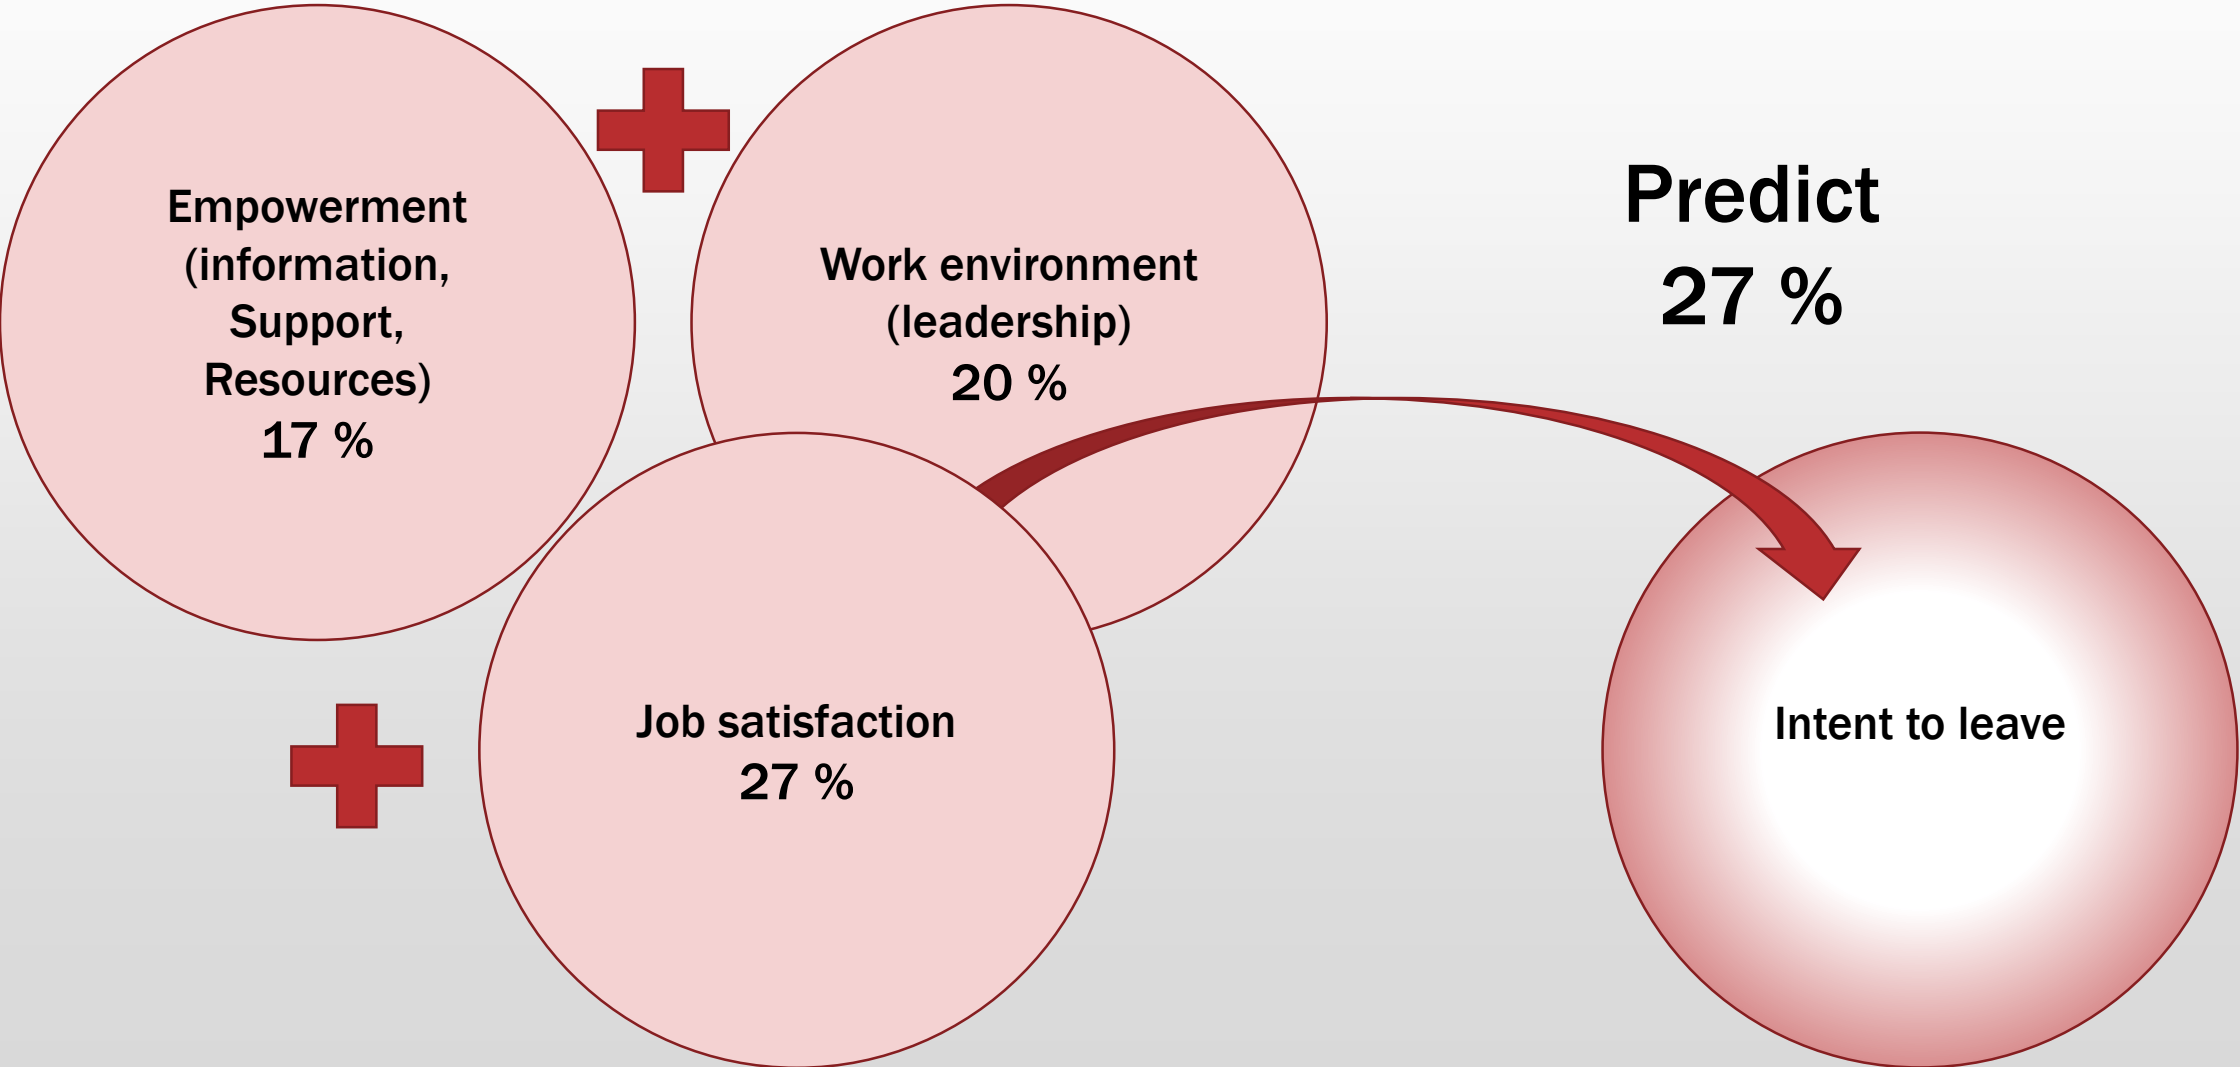 Empowerment
(information,
Support,
Resources)
17 %
Work environment
(leadership)
20 %
Predict
27 %
Job satisfaction
27 %
Intent to leave